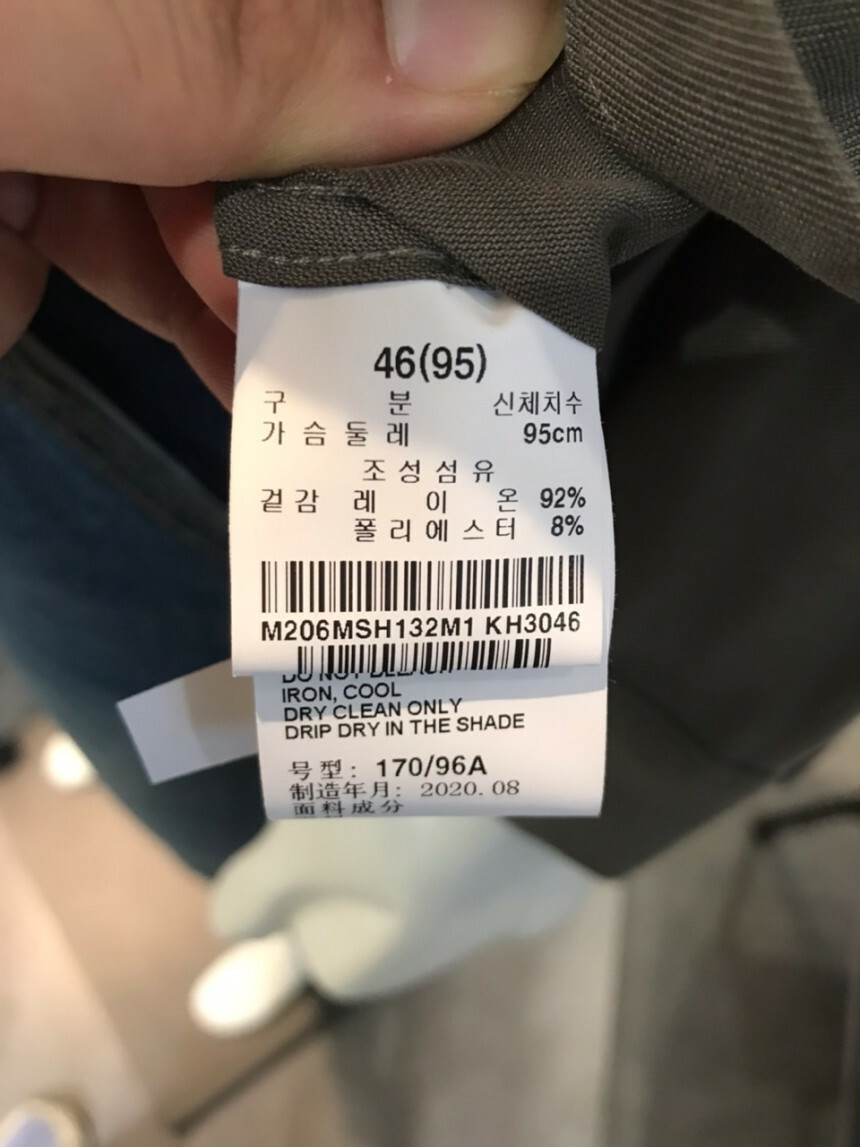 46(95)
구 분 신체치수
가슴둘레 95cm
조성섬유
겉감 레이온 92%
폴리에스터 8%
M206MSH132M1 KH3046
IRON, COOL
DRY CLEAN ONLY
DRIP DRY IN THE SHADE
号型: 170/96A
制造年月: 2020.08
面料成分